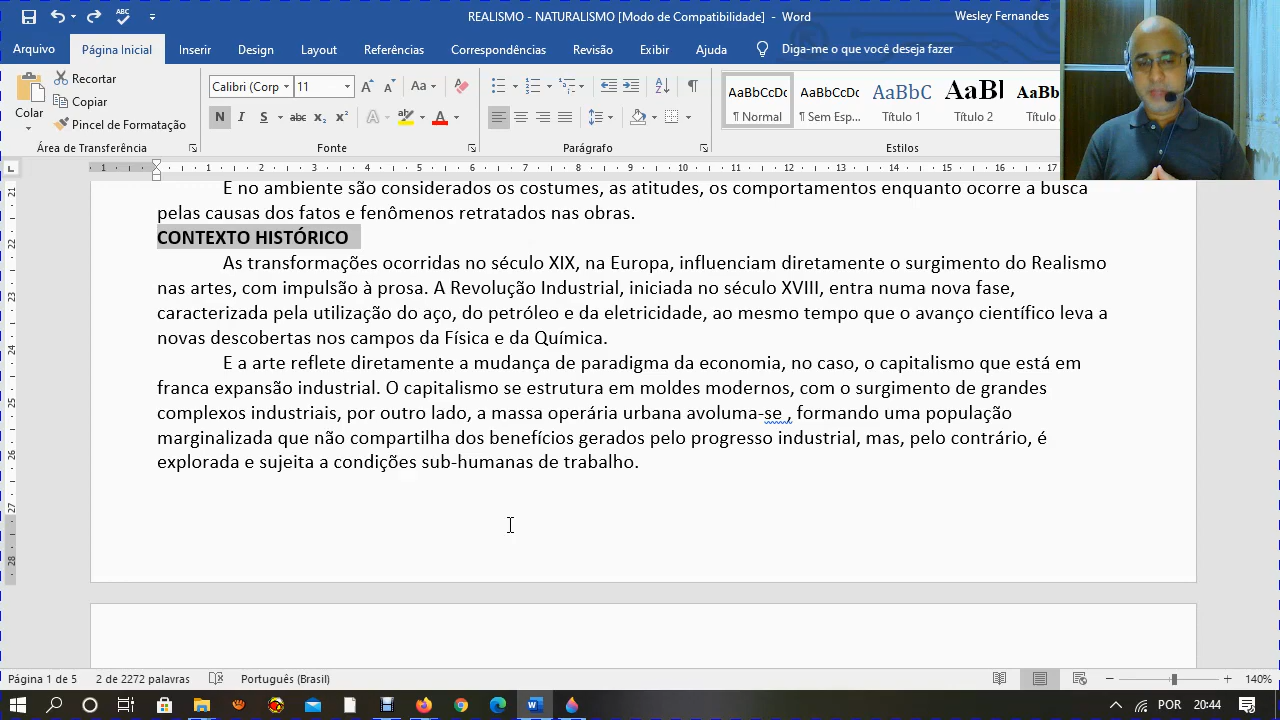 REALISMO - NATURALISMO [Modo de Compatibilidade] - Word
Wesley Fernandes
Arquivo Página Inicial Inserir Design Layout Referências Correspondências Revisão Exibir Ajuda Diga-me o que você deseja fazer
Colar
Recortar
Copiar
Pincel de Formatação
Área de Transferência
Calibri (Corp 11
N I S abc x₂ x²
Fonte
Parágrafo
AaBbCcDc AaBbCcDc AaBbC AaBl AaBb
¶ Normal ¶ Sem Esp... Título 1 Título 2 Título
Estilos
E no ambiente são considerados os costumes, as atitudes, os comportamentos enquanto ocorre a busca
pelas causas dos fatos e fenômenos retratados nas obras.
CONTEXTO HISTÓRICO
As transformações ocorridas no século XIX, na Europa, influenciam diretamente o surgimento do Realismo
nas artes, com impulsão à prosa. A Revolução Industrial, iniciada no século XVIII, entra numa nova fase,
caracterizada pela utilização do aço, do petróleo e da eletricidade, ao mesmo tempo que o avanço científico leva a
novas descobertas nos campos da Física e da Química.
E a arte reflete diretamente a mudança de paradigma da economia, no caso, o capitalismo que está em
franca expansão industrial. O capitalismo se estrutura em moldes modernos, com o surgimento de grandes
complexos industriais, por outro lado, a massa operária urbana avoluma-se , formando uma população
marginalizada que não compartilha dos benefícios gerados pelo progresso industrial, mas, pelo contrário, é
explorada e sujeita a condições sub-humanas de trabalho.
Página 1 de 5 2 de 2272 palavras Português (Brasil) 140%
POR 20:44